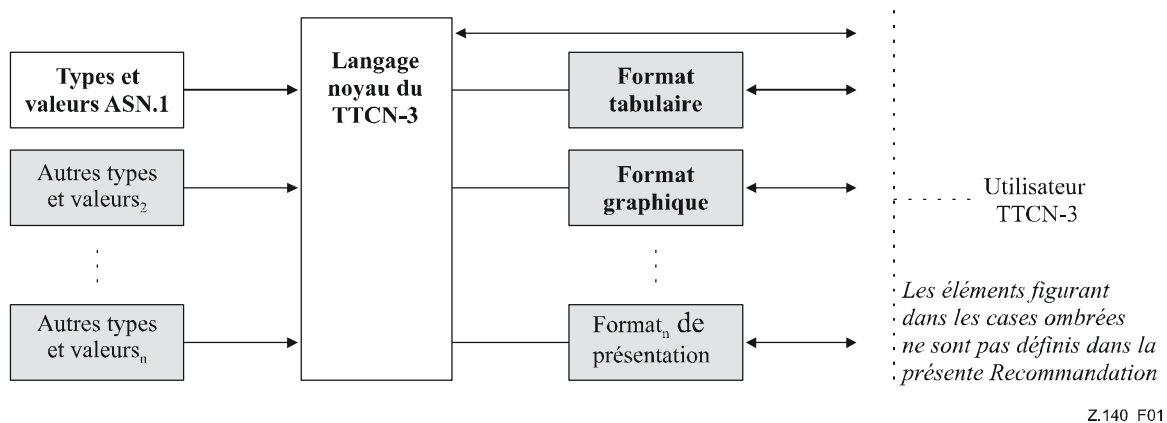 Types et
valeurs ASN.1
Autres types
et valeurs₂
Autres types
et valeursₙ
Langage
noyau du
TTCN-3
Format
tabulaire
Format
graphique
Formatₙ de
présentation
Utilisateur
TTCN-3
Les éléments figurant
dans les cases ombrées
ne sont pas définis dans la
présente Recommandation
Z.140_F01